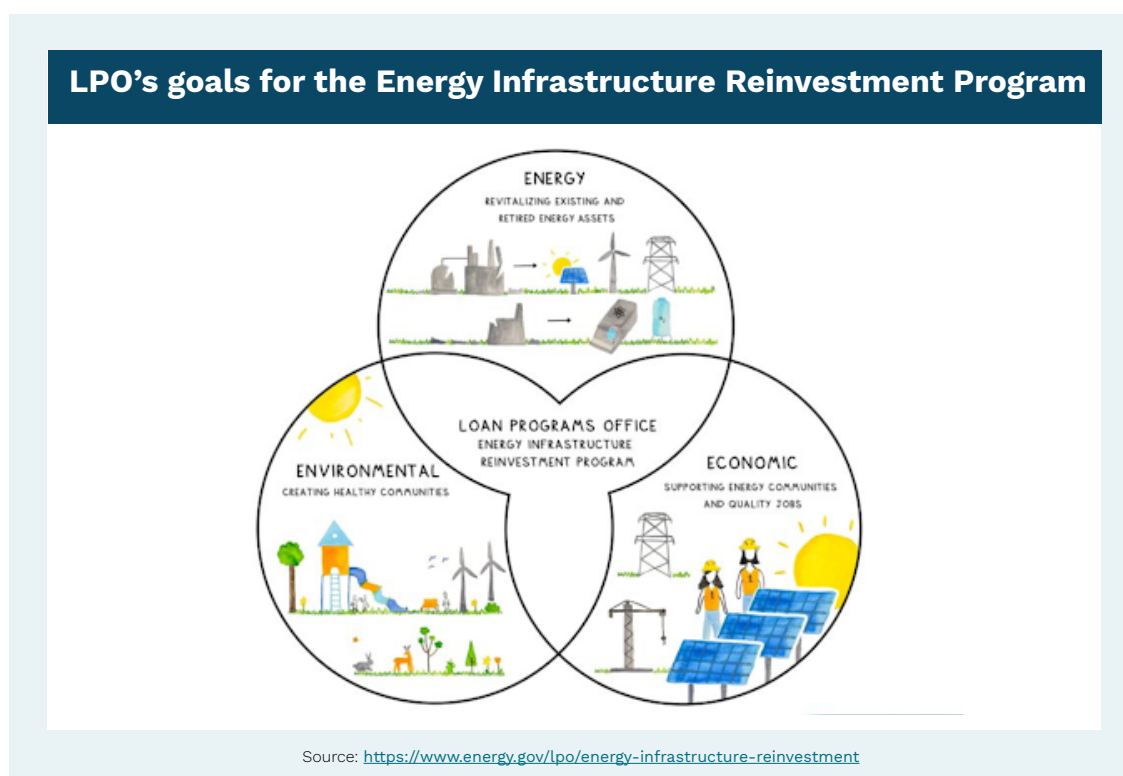 LPO's goals for the Energy Infrastructure Reinvestment Program
ENERGY
REVITALIZING EXISTING AND
RETIRED ENERGY ASSETS
LOAN PROGRAMS OFFICE
ENERGY INFRASTRUCTURE
REINVESTMENT PROGRAM
ENVIRONMENTAL
CREATING HEALTHY COMMUNITIES
ECONOMIC
SUPPORTING ENERGY COMMUNITIES
AND QUALITY JOBS
Source: https://www.energy.gov/lpo/energy-infrastructure-reinvestment